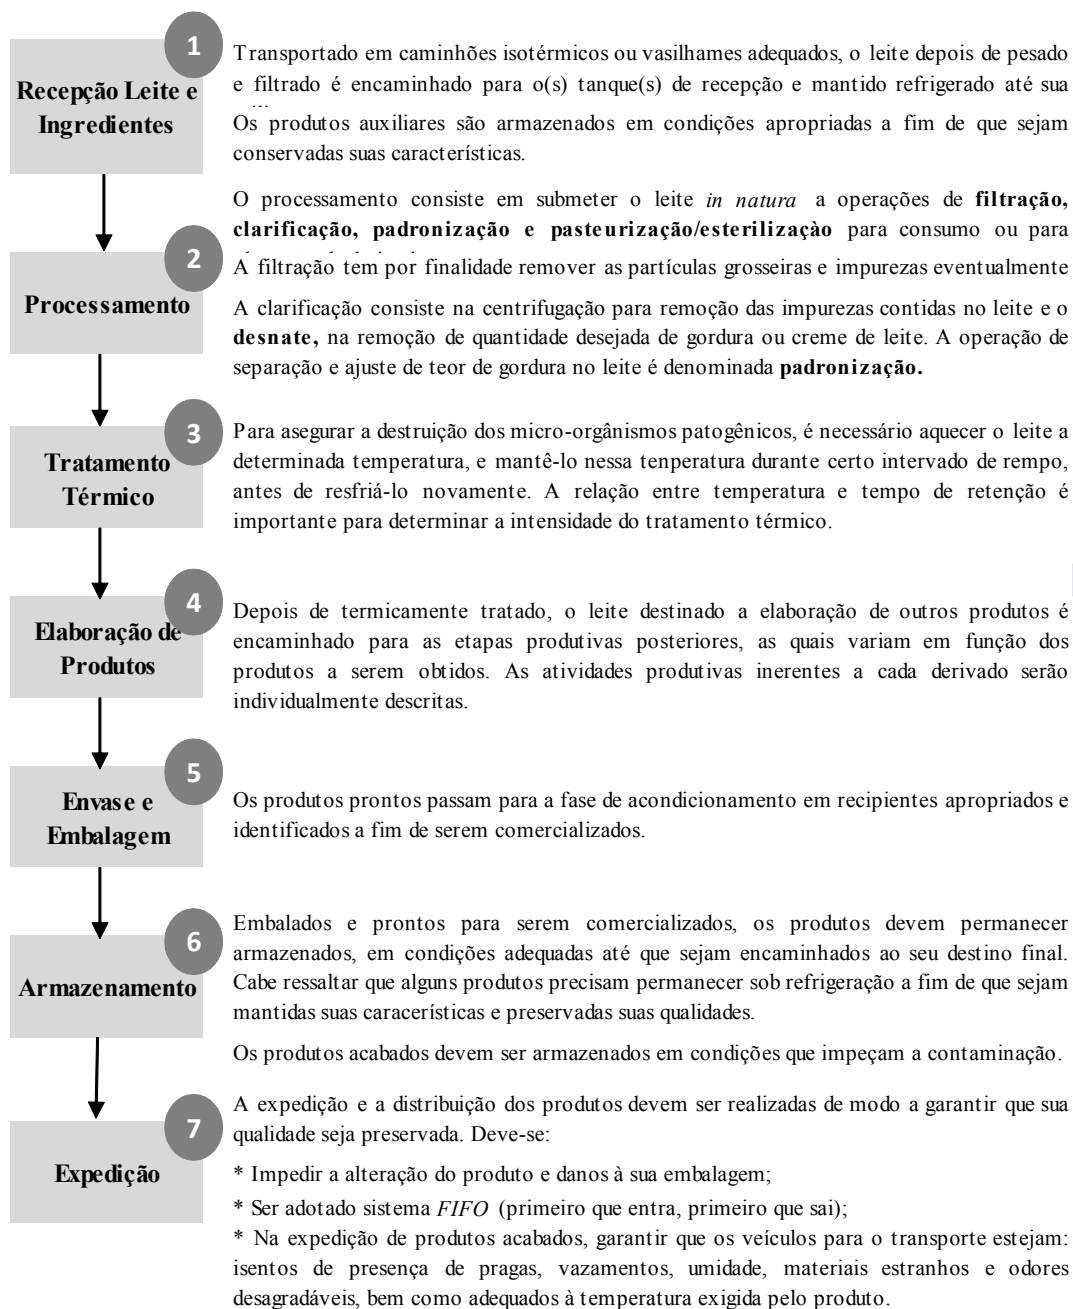 1
Recepção Leite e
Ingredientes
Transportado em caminhões isotérmicos ou vasilhames adequados, o leite depois de pesado
e filtrado é encaminhado para o(s) tanque(s) de recepção e mantido refrigerado até sua
Os produtos auxiliares são armazenados em condições apropriadas a fim de que sejam
conservadas suas características.
2
Processamento
O processamento consiste em submeter o leite in natura a operações de filtração,
clarificação, padronização e pasteurização/esterilizaçào para consumo ou para
A filtração tem por finalidade remover as partículas grosseiras e impurezas eventualmente
A clarificação consiste na centrifugação para remoção das impurezas contidas no leite e o
desnate, na remoção de quantidade desejada de gordura ou creme de leite. A operação de
separação e ajuste de teor de gordura no leite é denominada padronização.
3
Tratamento
Térmico
Para asegurar a destruição dos micro-orgânismos patogênicos, é necessário aquecer o leite a
determinada temperatura, e mantê-lo nessa tenperatura durante certo intervado de rempo,
antes de resfriá-lo novamente. A relação entre temperatura e tempo de retenção é
importante para determinar a intensidade do tratamento térmico.
4
Elaboração de
Produtos
Depois de termicamente tratado, o leite destinado a elaboração de outros produtos é
encaminhado para as etapas produtivas posteriores, as quais variam em função dos
produtos a serem obtidos. As atividades produtivas inerentes a cada derivado serão
individualmente descritas.
5
Envase e
Embalagem
Os produtos prontos passam para a fase de acondicionamento em recipientes apropriados e
identificados a fim de serem comercializados.
6
Armazenamento
Embalados e prontos para serem comercializados, os produtos devem permanecer
armazenados, em condições adequadas até que sejam encaminhados ao seu destino final.
Cabe ressaltar que alguns produtos precisam permanecer sob refrigeração a fim de que sejam
mantidas suas caracerísticas e preservadas suas qualidades.
Os produtos acabados devem ser armazenados em condições que impeçam a contaminação.
7
Expedição
A expedição e a distribuição dos produtos devem ser realizadas de modo a garantir que sua
qualidade seja preservada. Deve-se:
* Impedir a alteração do produto e danos à sua embalagem;
* Ser adotado sistema FIFO (primeiro que entra, primeiro que sai);
* Na expedição de produtos acabados, garantir que os veículos para o transporte estejam:
isentos de presença de pragas, vazamentos, umidade, materiais estranhos e odores
desagradáveis, bem como adequados à temperatura exigida pelo produto.